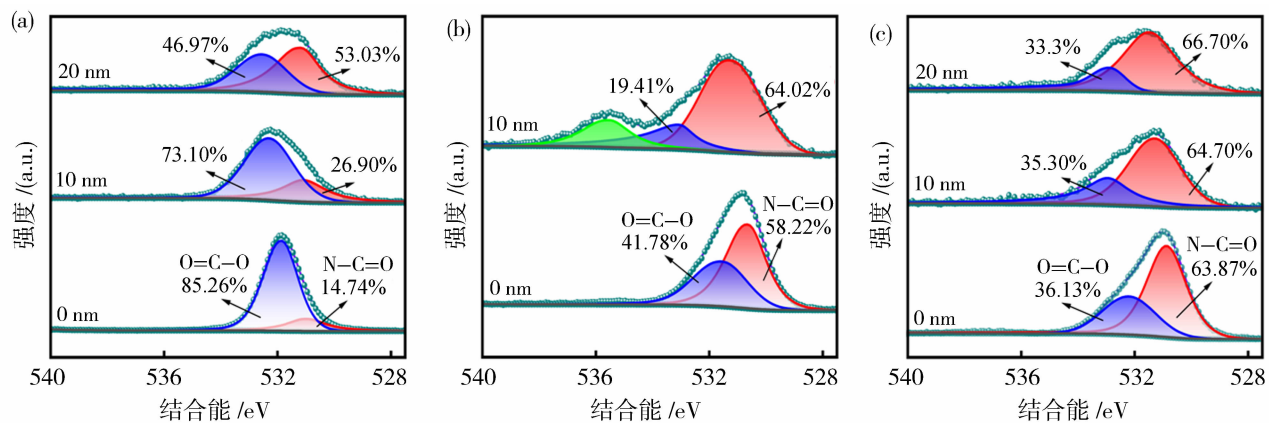 (a)
46.97%
53.03%
20 nm
73.10%
26.90%
10 nm
O=C—O
85.26%
N—C=O
14.74%
0 nm
540
536
532
528
结合能 /eV
强度 /(a.u.)
(b)
19.41%
64.02%
10 nm
O=C—O
41.78%
N—C=O
58.22%
0 nm
540
536
532
528
结合能 /eV
强度 /(a.u.)
(c)
33.3%
66.70%
20 nm
35.30%
64.70%
10 nm
O=C—O
36.13%
N—C=O
63.87%
0 nm
540
536
532
528
结合能 /eV
强度 /(a.u.)